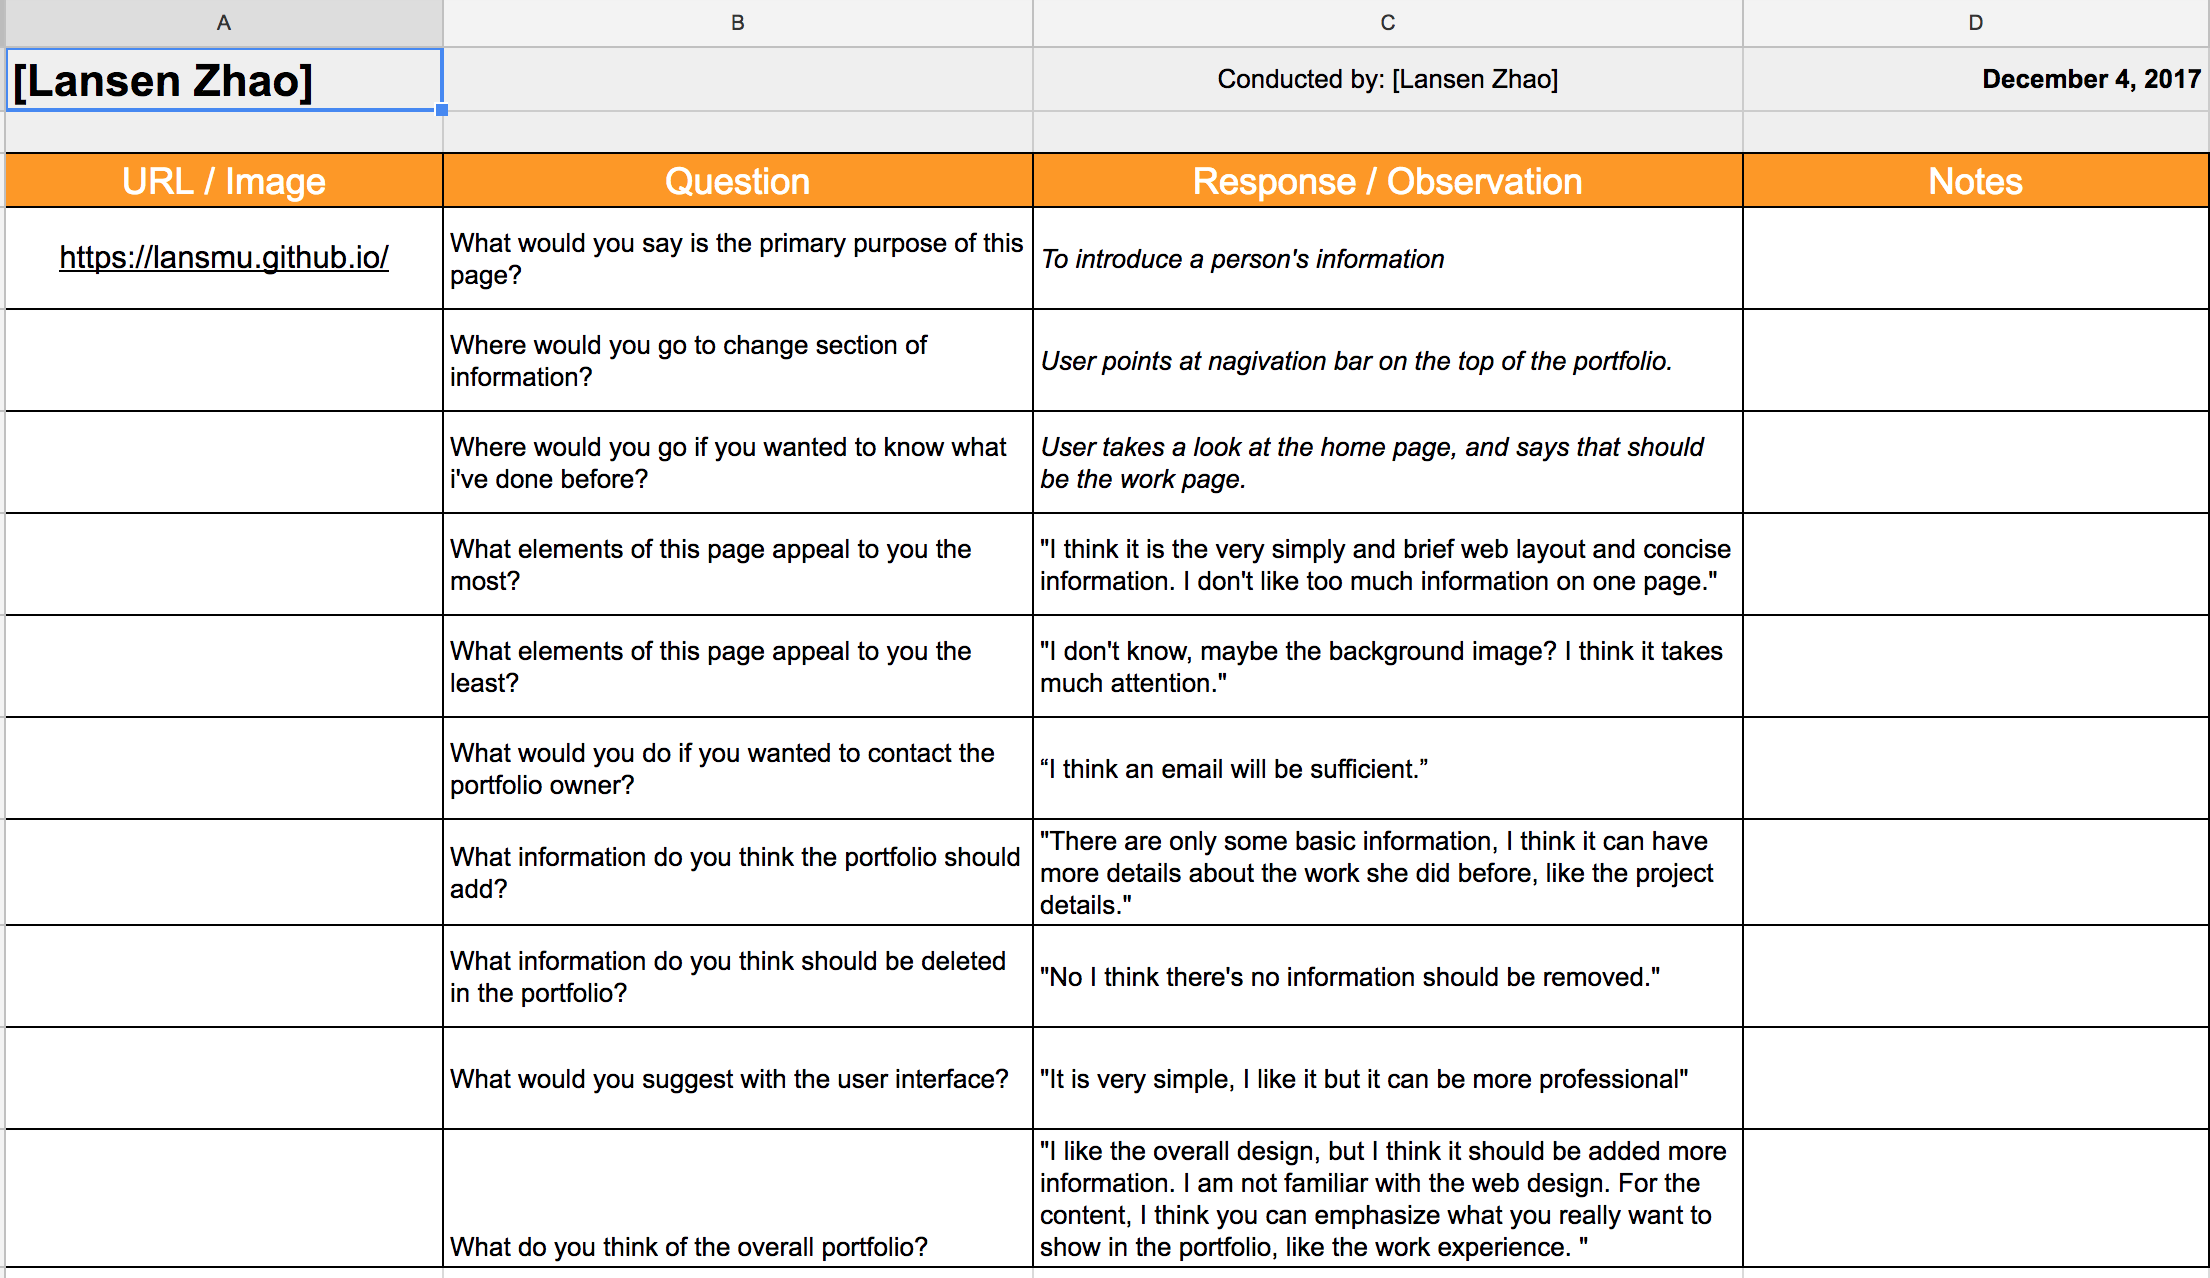 A B C D
[Lansen Zhao] Conducted by: [Lansen Zhao] December 4, 2017
URL / Image Question Response / Observation Notes
https://lansmu.github.io/
What would you say is the primary purpose of this
page?
To introduce a person's information
Where would you go to change section of
information?
User points at nagivation bar on the top of the portfolio.
Where would you go if you wanted to know what
i've done before?
User takes a look at the home page, and says that should
be the work page.
What elements of this page appeal to you the
most?
"I think it is the very simply and brief web layout and concise
information. I don't like too much information on one page."
What elements of this page appeal to you the
least?
"I don't know, maybe the background image? I think it takes
much attention."
What would you do if you wanted to contact the
portfolio owner?
“I think an email will be sufficient.”
What information do you think the portfolio should
add?
"There are only some basic information, I think it can have
more details about the work she did before, like the project
details."
What information do you think should be deleted
in the portfolio?
"No I think there's no information should be removed."
What would you suggest with the user interface?
"It is very simple, I like it but it can be more professional"
What do you think of the overall portfolio?
"I like the overall design, but I think it should be added more
information. I am not familiar with the web design. For the
content, I think you can emphasize what you really want to
show in the portfolio, like the work experience. "